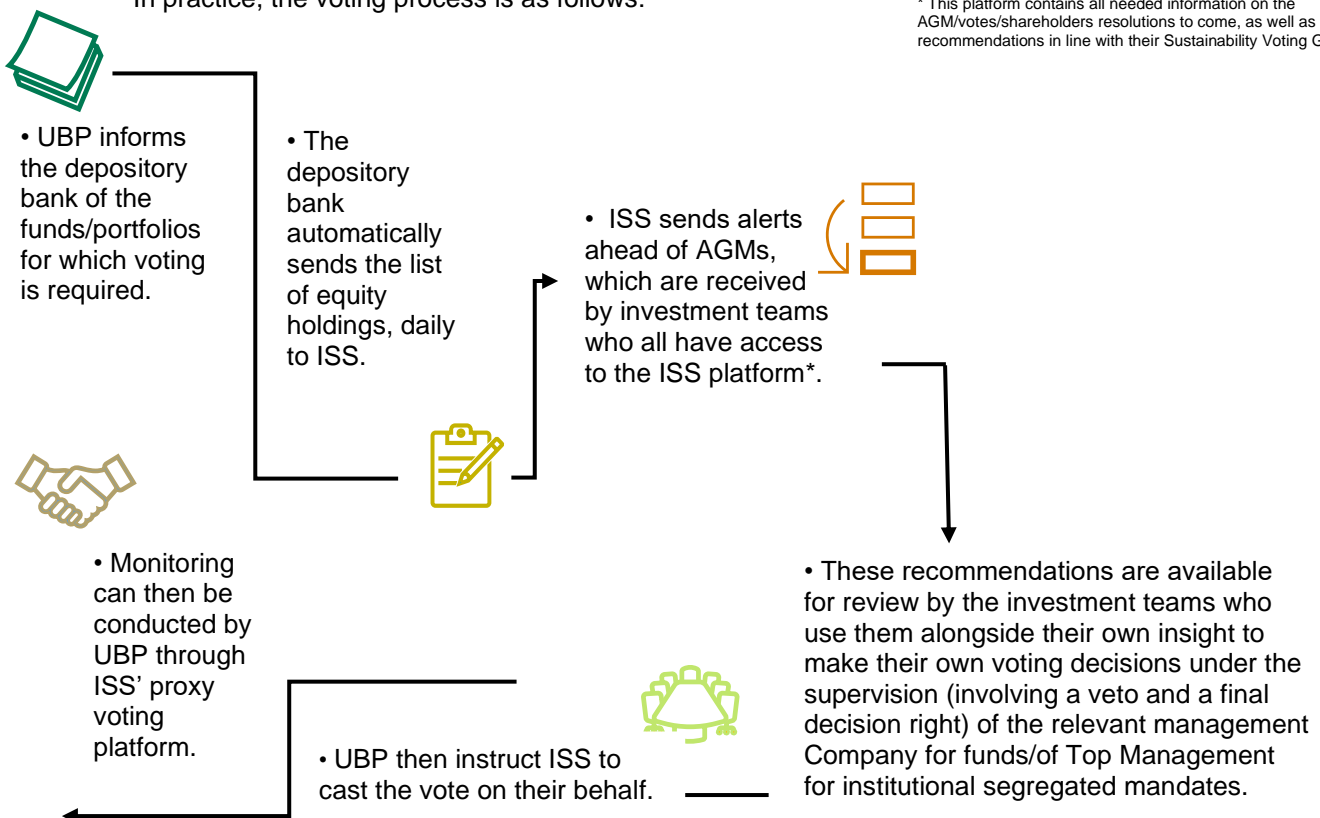 In practice, the voting process is as follows:
* This platform contains all needed information on the
AGM/votes/shareholders resolutions to come, as well as
recommendations in line with their Sustainability Voting
• UBP informs
the depository
bank of the
funds/portfolios
for which voting
is required.
• The
depository
bank
automatically
sends the list
of equity
holdings, daily
to ISS.
• ISS sends alerts
ahead of AGMs,
which are received
by investment teams
who all have access
to the ISS platform*.
• These recommendations are available
for review by the investment teams who
use them alongside their own insight to
make their own voting decisions under the
supervision (involving a veto and a final
decision right) of the relevant management
Company for funds/of Top Management
for institutional segregated mandates.
• UBP then instruct ISS to
cast the vote on their behalf.
• Monitoring
can then be
conducted by
UBP through
ISS’ proxy
voting
platform.